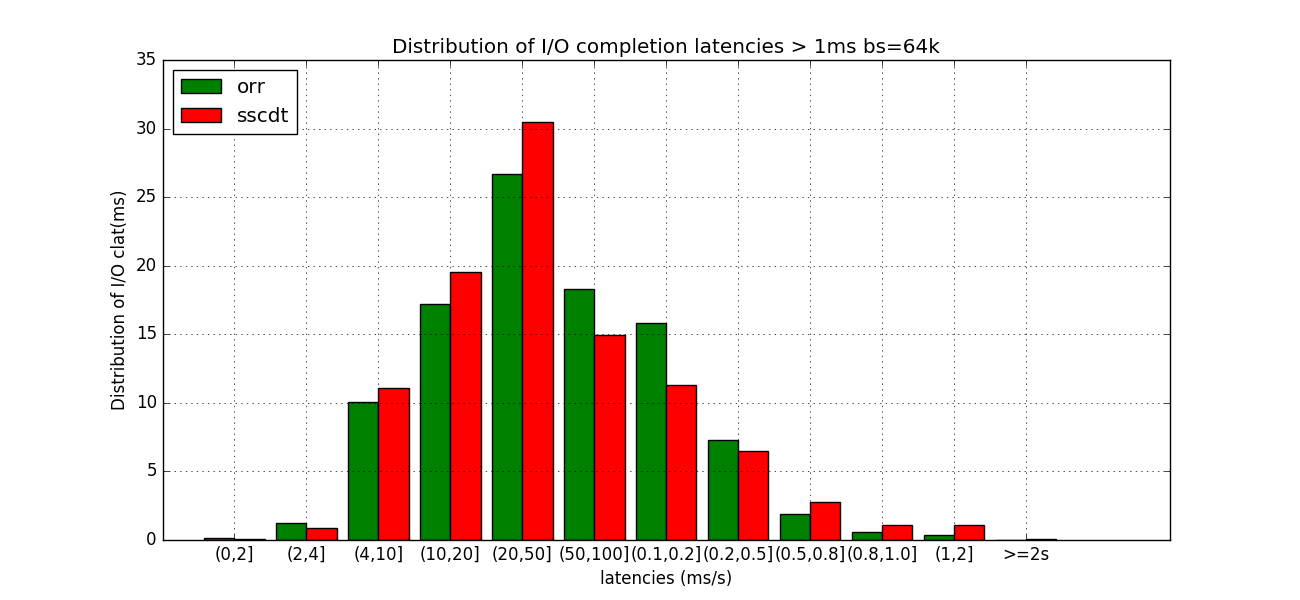 Distribution of I/O completion latencies > 1ms bs=64k
35
30
25
20
15
10
5
0
Distribution of I/O clat(ms)
orr
sscdt
(0,2] (2,4] (4,10] (10,20] (20,50] (50,100] (0.1,0.2] (0.2,0.5] (0.5,0.8] (0.8,1.0] (1,2] >=2s
latencies (ms/s)